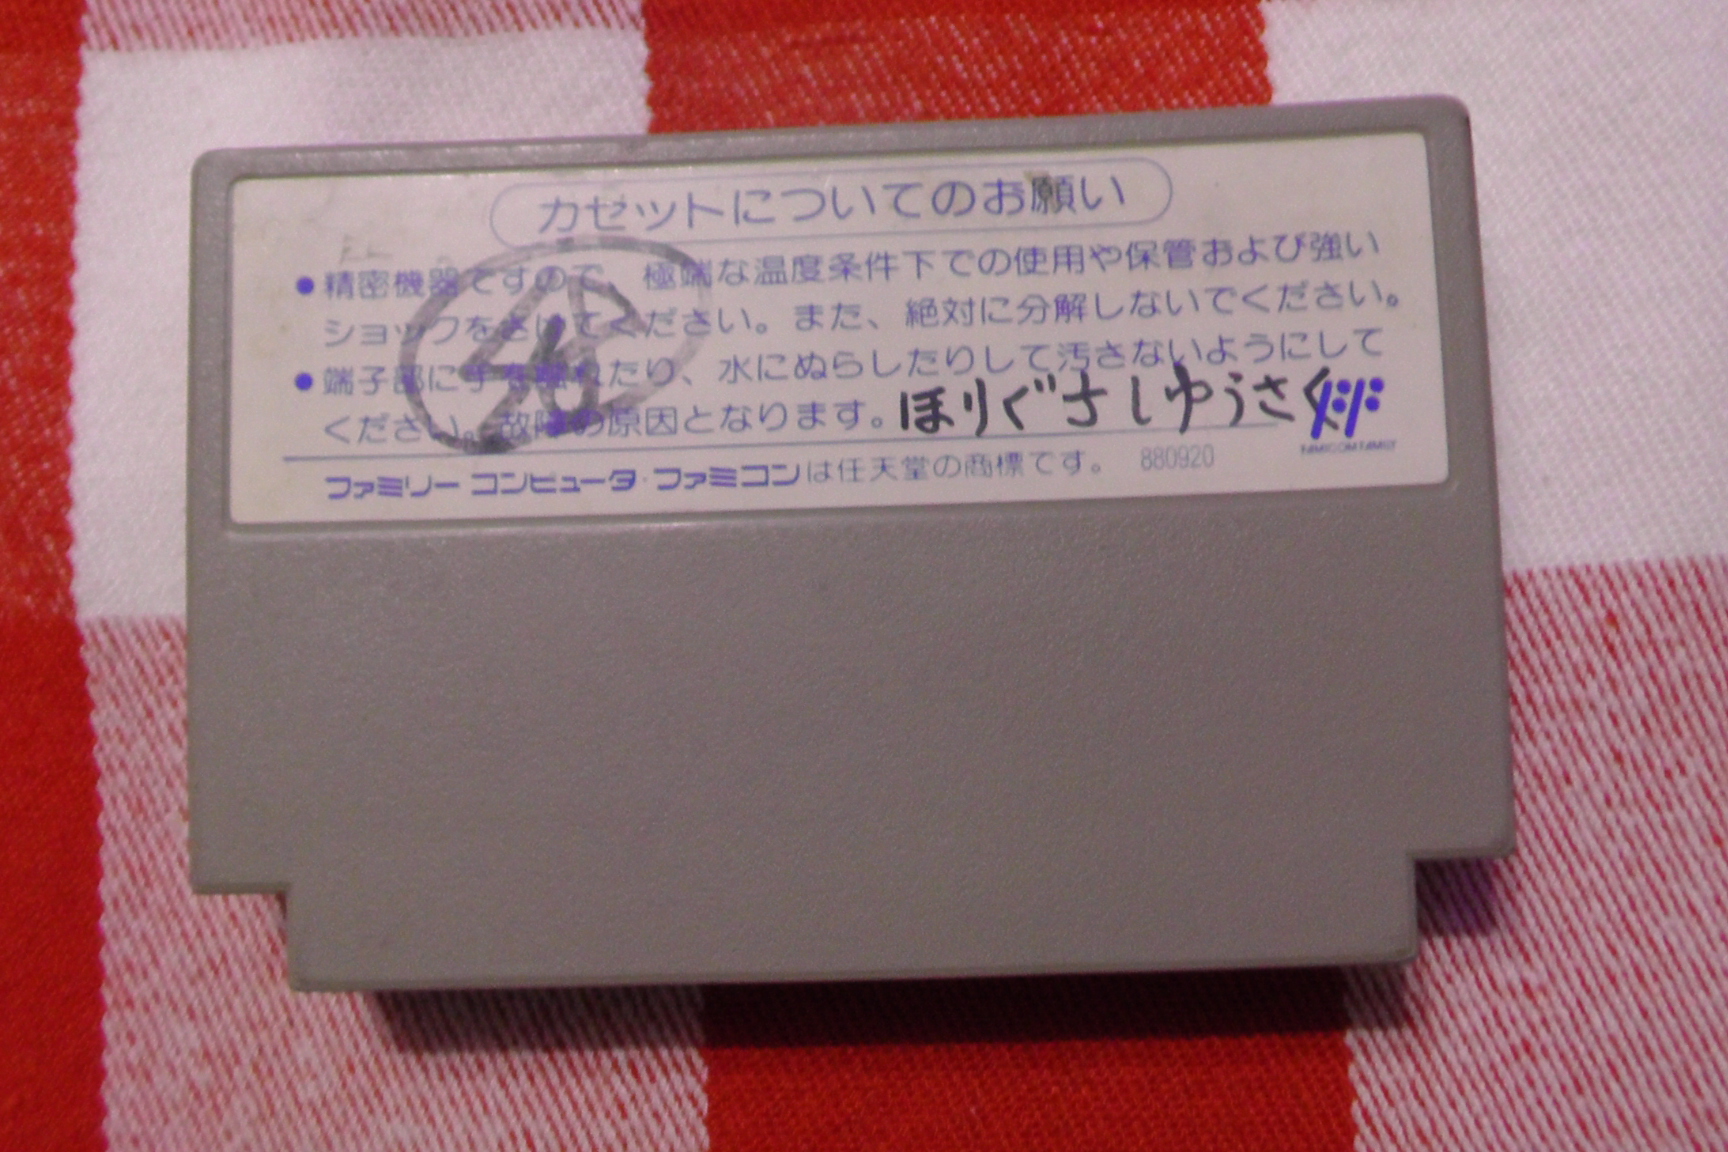 カセットについてのお願い
●精密機器ですので、極端な温度条件下での使用や保管および強い
ショックをさけてください。また、絶対に分解しないでください。
●端子部に手を触れたり、水にぬらしたりして汚さないようにして
ください。故障の原因となります。
ほりぐさしゆうさく
FAMICOM FAMILY
ファミリーコンピュータ・ファミコンは任天堂の商標です。 880920